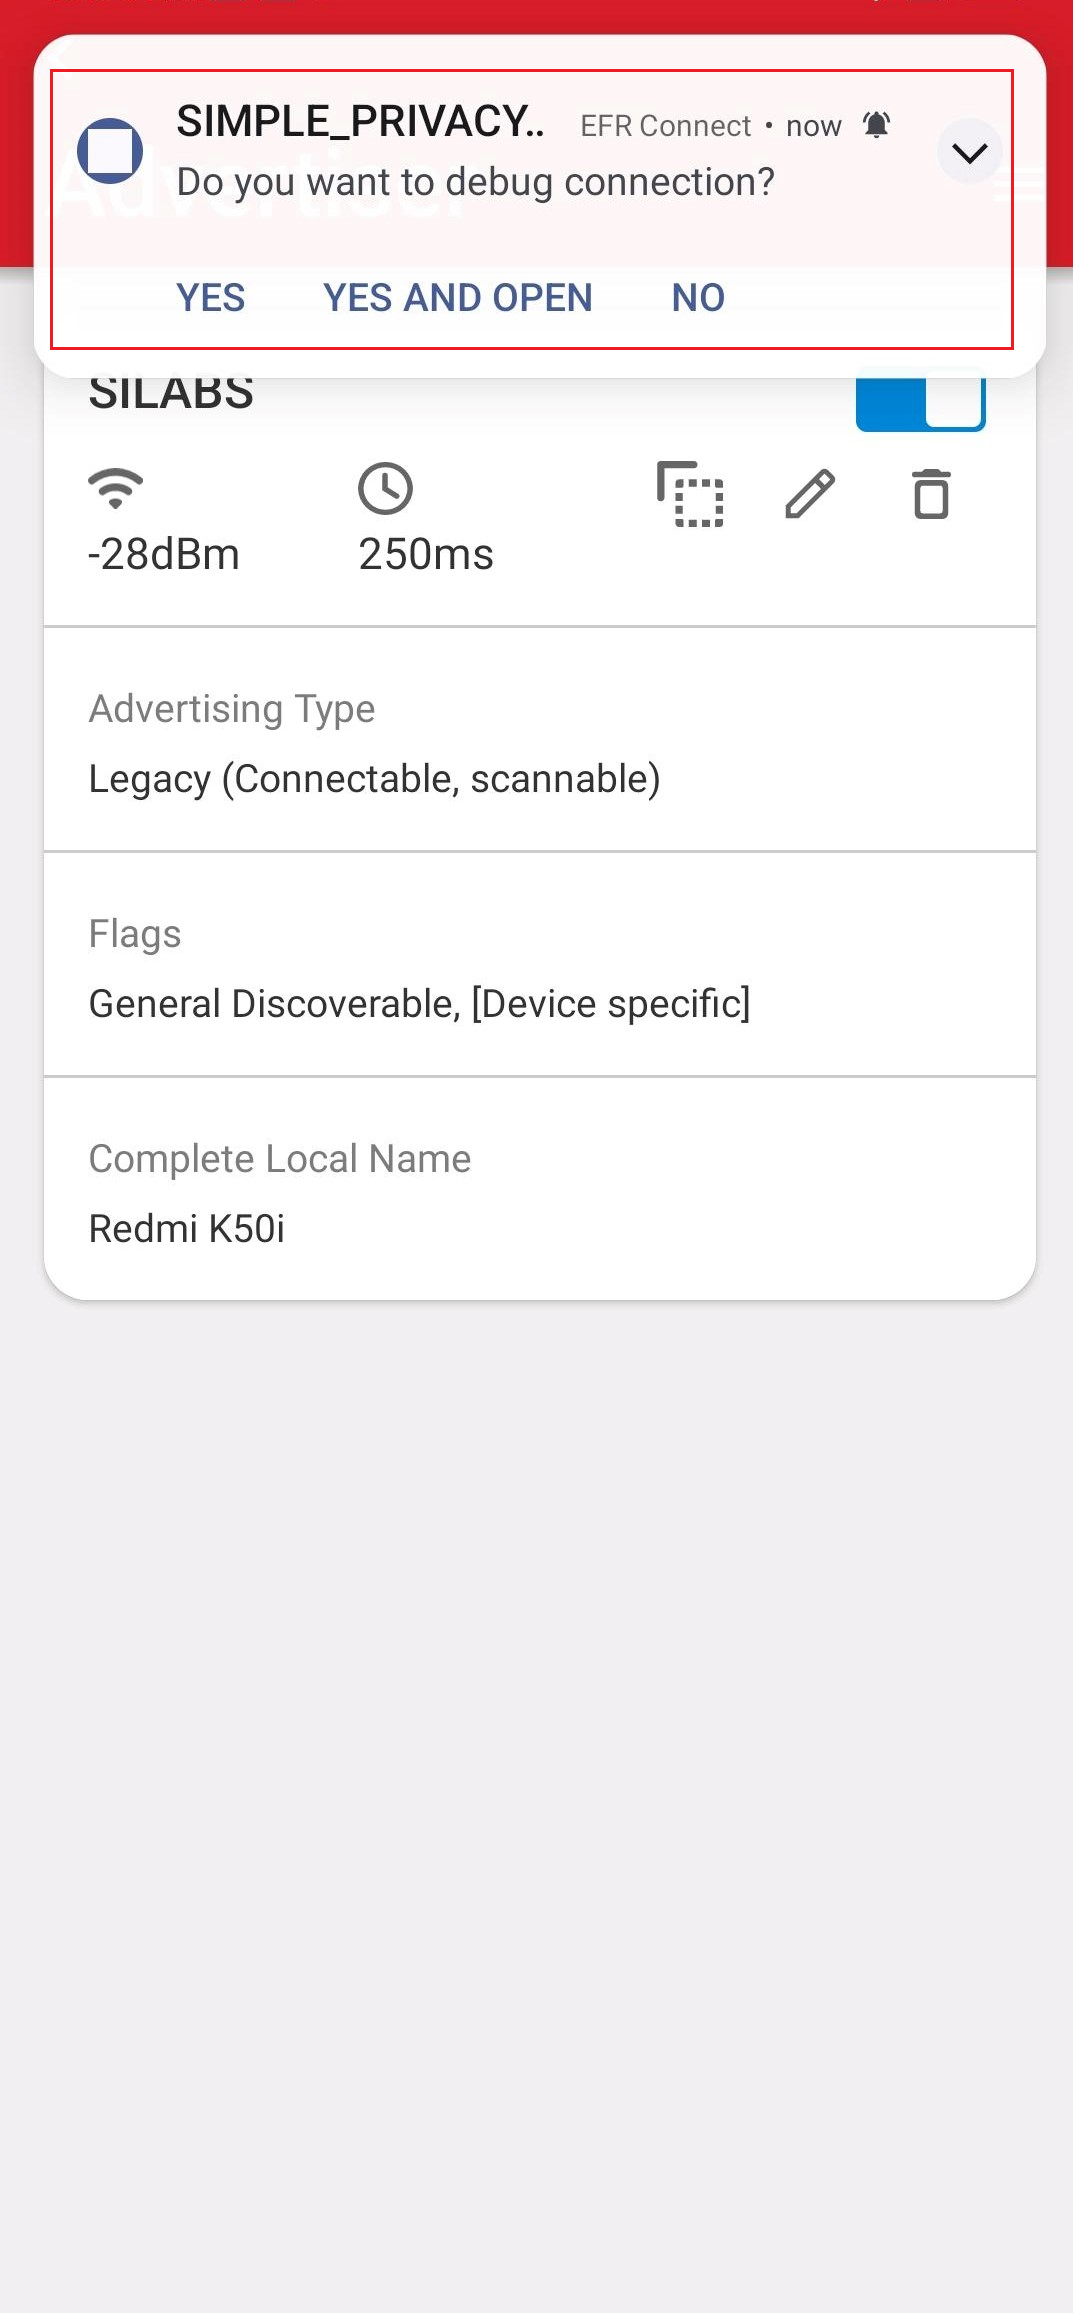 SIMPLE_PRIVACY.. EFR Connect • now
Do you want to debug connection?
Advertiser
YES YES AND OPEN NO
SILABS
-28dBm 250ms
Advertising Type
Legacy (Connectable, scannable)
Flags
General Discoverable, [Device specific]
Complete Local Name
Redmi K50i